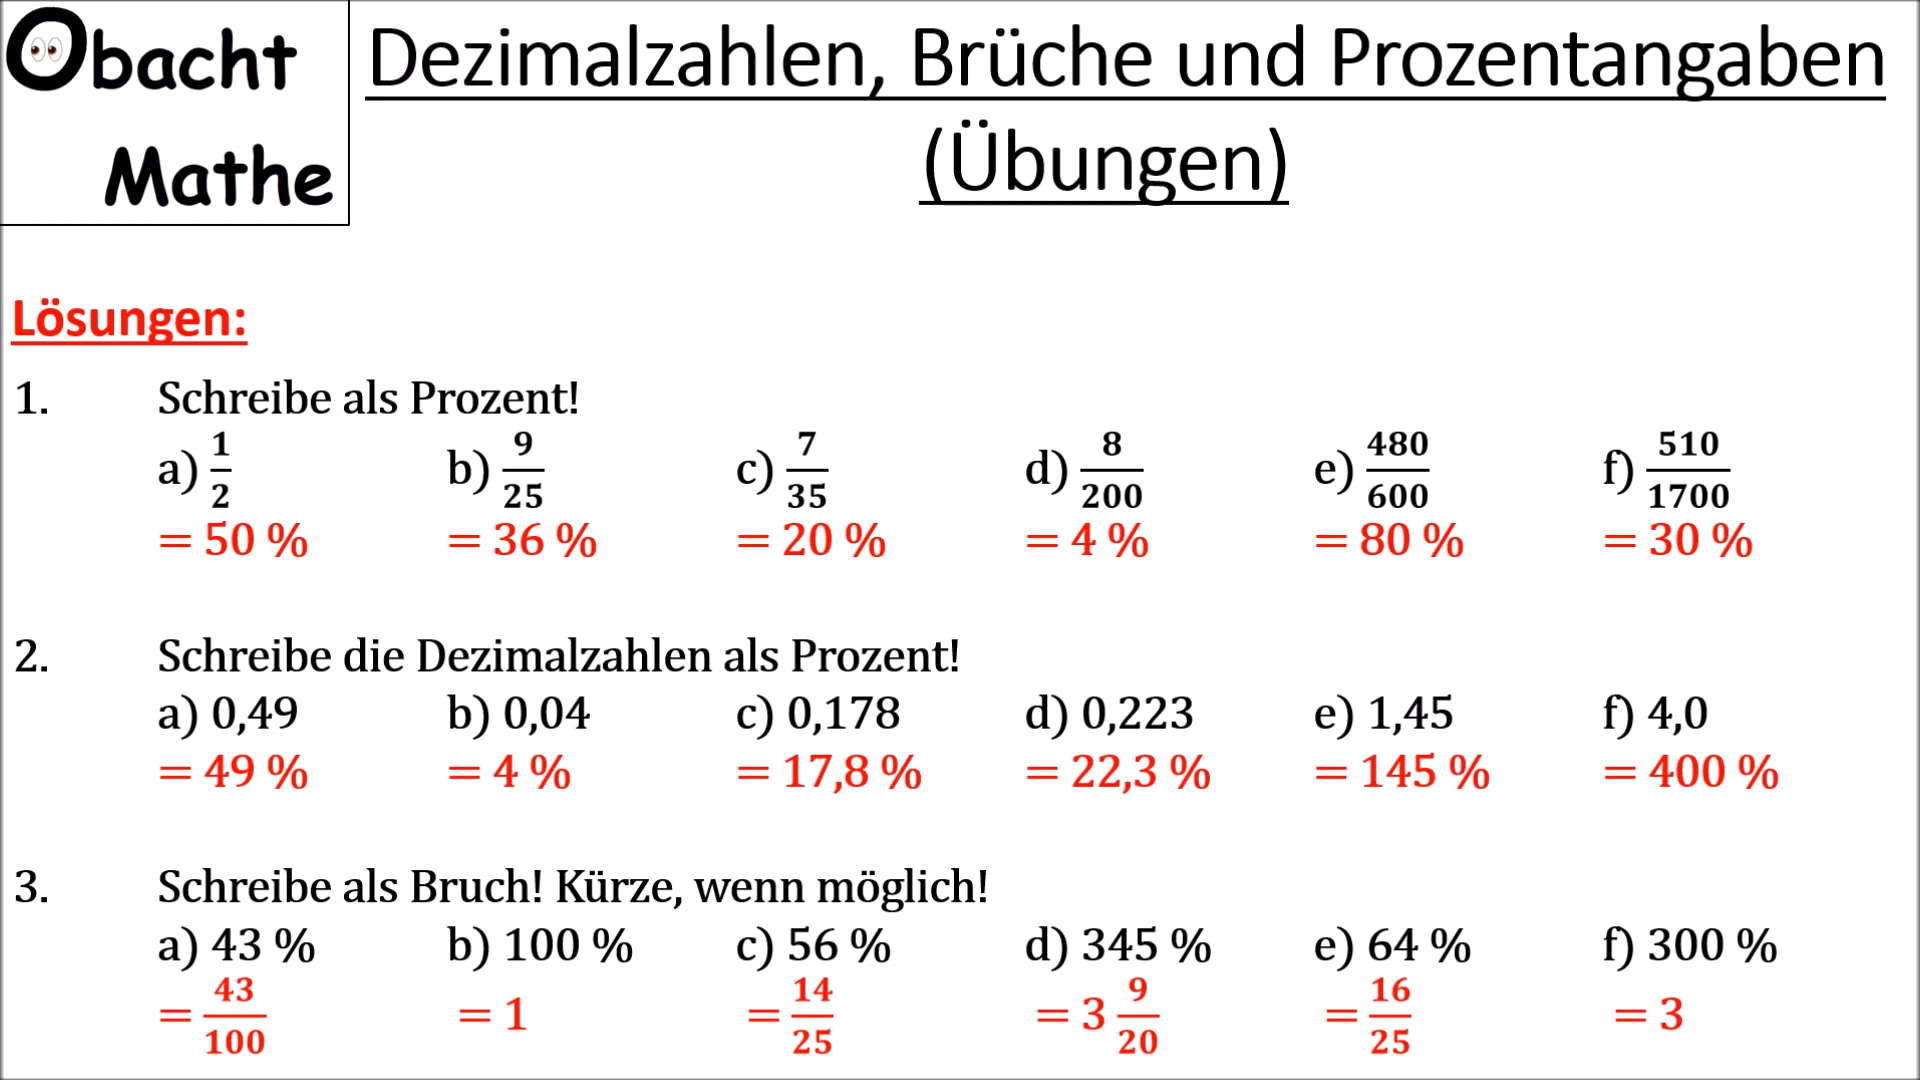 Obacht
Mathe
Dezimalzahlen, Brüche und Prozentangaben
(Übungen)
Lösungen:
1. Schreibe als Prozent!
a) 1/2 b) 9/25 c) 7/35 d) 8/200 e) 480/600 f) 510/1700
= 50 % = 36 % = 20 % = 4 % = 80 % = 30 %
2. Schreibe die Dezimalzahlen als Prozent!
a) 0,49 b) 0,04 c) 0,178 d) 0,223 e) 1,45 f) 4,0
= 49 % = 4 % = 17,8 % = 22,3 % = 145 % = 400 %
3. Schreibe als Bruch! Kürze, wenn möglich!
a) 43 % b) 100 % c) 56 % d) 345 % e) 64 % f) 300 %
= 43/100 = 1 = 14/25 = 3 9/20 = 16/25 = 3